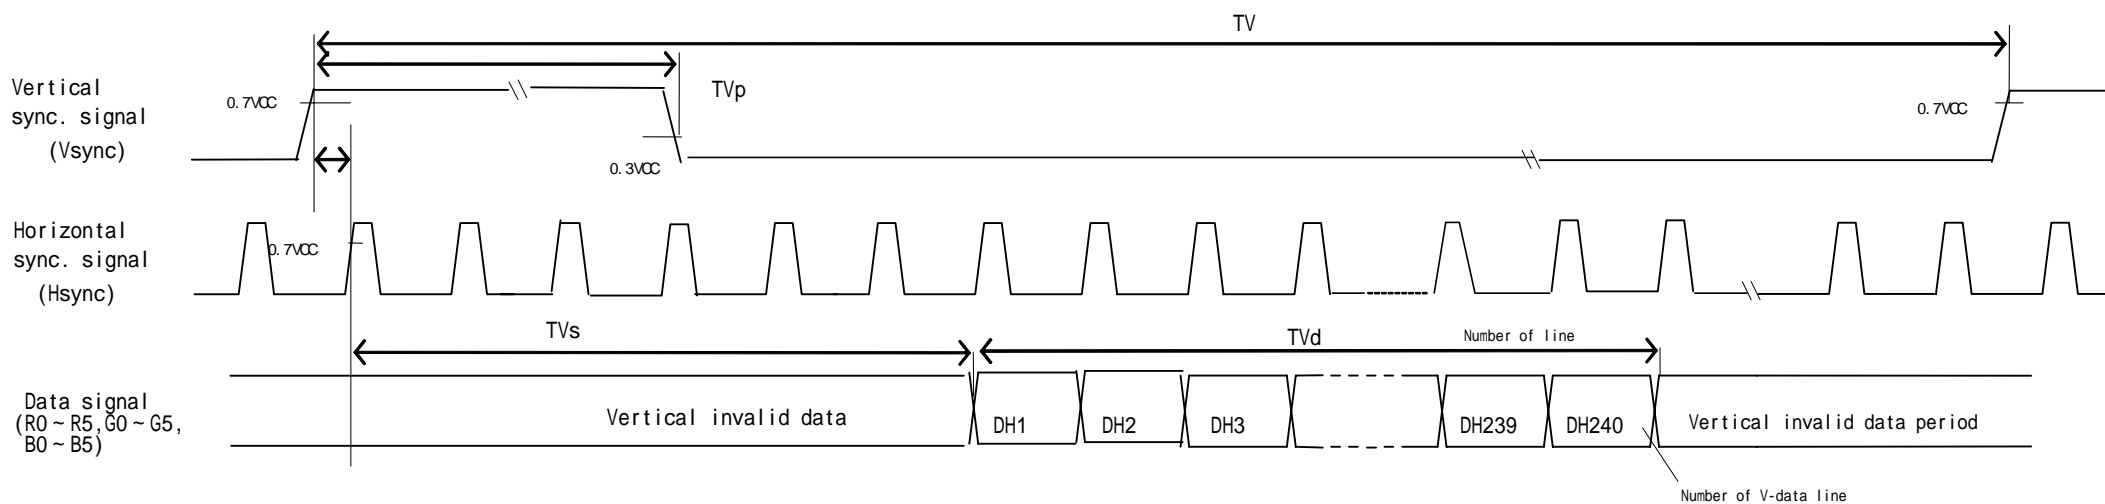 TV
Vertical
sync. signal
(Vsync)
0.7VCC
TVp
0.7VCC
0.3VCC
Horizontal
sync. signal
(Hsync)
0.7VCC
TVs
TVd
Number of line
Data signal
(R0~R5,G0~G5,
B0~B5)
Vertical invalid data
DH1
DH2
DH3
DH239
DH240
Vertical invalid data period
Number of V-data line